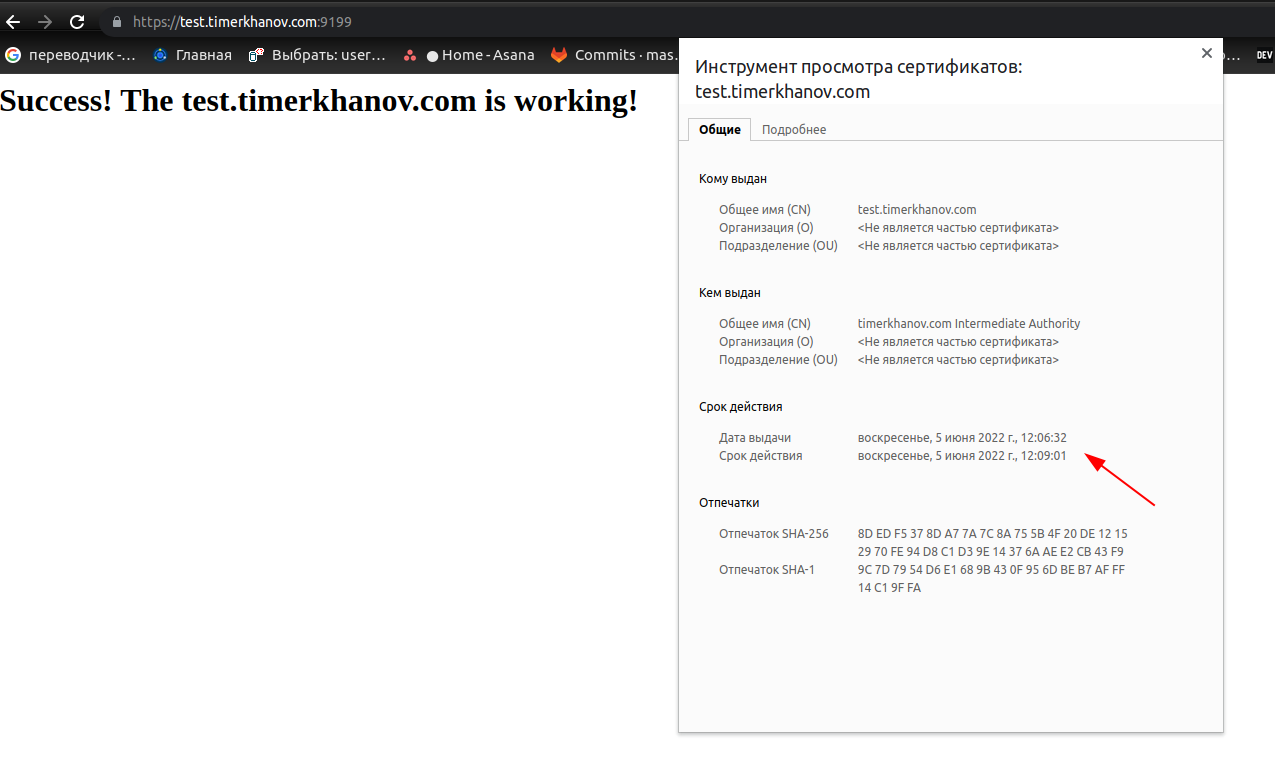 https://test.timerkhanov.com:9199
переводчик -... Главная Выбрать: user... Home - Asana Commits · mas... DEV
Success! The test.timerkhanov.com is working!
Инструмент просмотра сертификатов:
test.timerkhanov.com
Общие Подробнее
Кому выдан
Общее имя (CN) test.timerkhanov.com
Организация (O) <Не является частью сертификата>
Подразделение (OU) <Не является частью сертификата>
Кем выдан
Общее имя (CN) timerkhanov.com Intermediate Authority
Организация (O) <Не является частью сертификата>
Подразделение (OU) <Не является частью сертификата>
Срок действия
Дата выдачи воскресенье, 5 июня 2022 г., 12:06:32
Срок действия воскресенье, 5 июня 2022 г., 12:09:01
Отпечатки
Отпечаток SHA-256 8D ED F5 37 8D A7 7A 7C 8A 75 5B 4F 20 DE 12 15
29 70 FE 94 D8 C1 D3 9E 14 37 6A AE E2 CB 43 F9
Отпечаток SHA-1 9C 7D 79 54 D6 E1 68 9B 43 0F 95 6D BE B7 AF FF
14 C1 9F FA